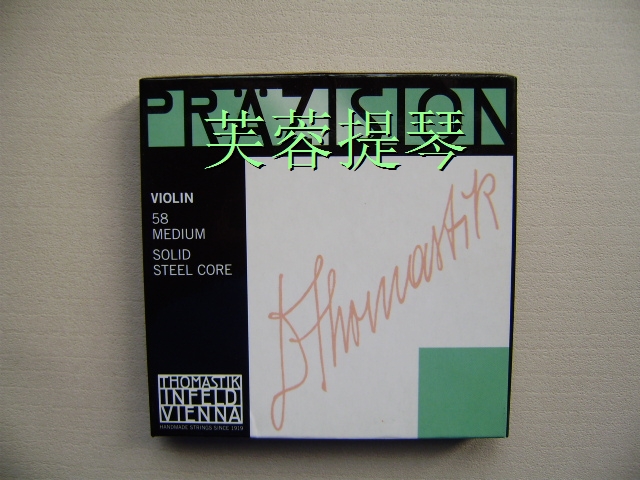 PRÄZISION
芙蓉提琴
VIOLIN
58
MEDIUM
SOLID
STEEL CORE
Dr Thomastik
THOMASTIK
INFELD
VIENNA
HANDMADE STRINGS SINCE 1919